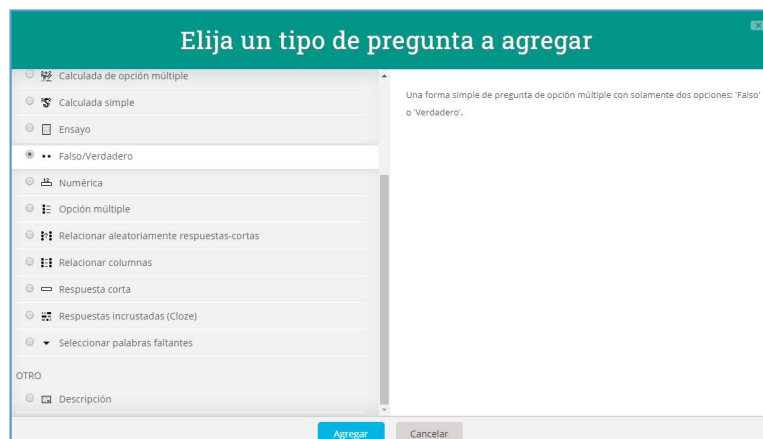 Elija un tipo de pregunta a agregar
Calculada de opción múltiple
Calculada simple
Ensayo
Falso/Verdadero
Numérica
Opción múltiple
Relacionar aleatoriamente respuestas-cortas
Relacionar columnas
Respuesta corta
Respuestas incrustadas (Cloze)
Seleccionar palabras faltantes
OTRO
Descripción
Una forma simple de pregunta de opción múltiple con solamente dos opciones: 'Falso'
o 'Verdadero'.
Agregar
Cancelar